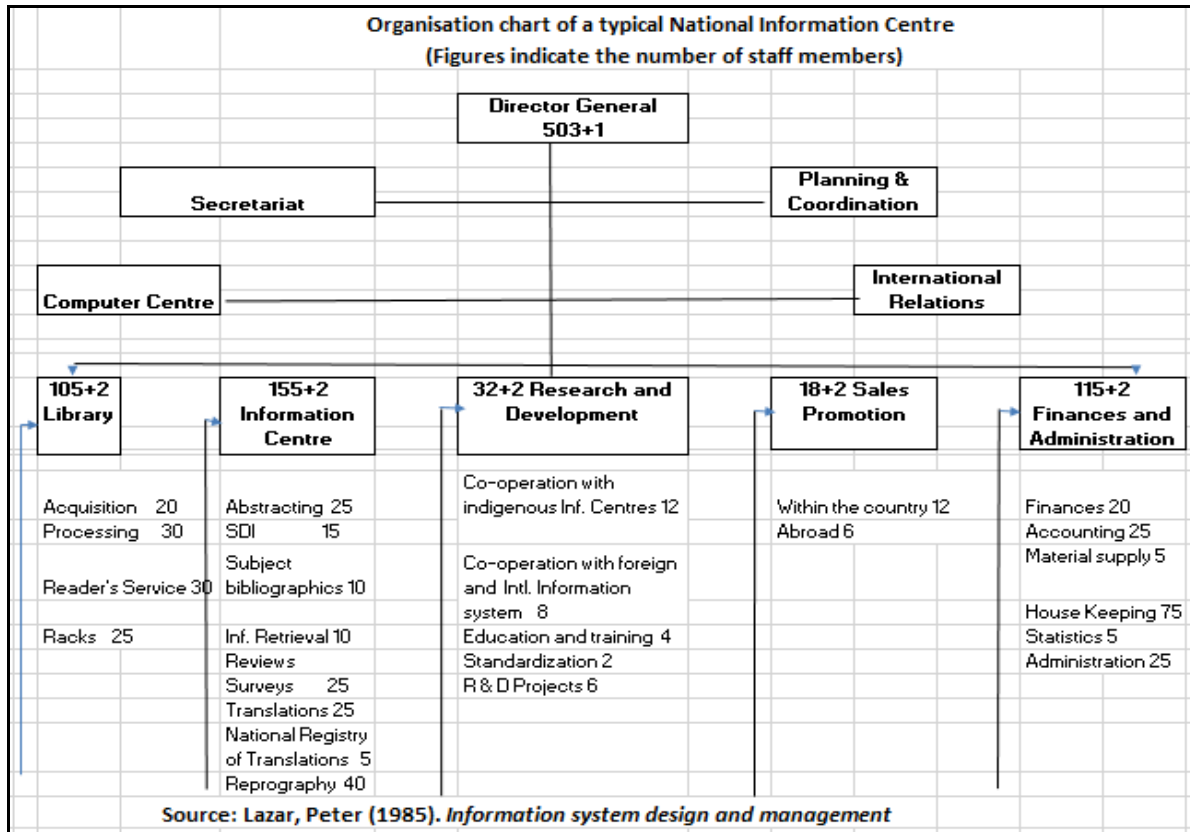 Organisation chart of a typical National Information Centre
(Figures indicate the number of staff members)
Director General
503+1
Secretariat
Planning &
Coordination
Computer Centre
International
Relations
105+2
Library
155+2
Information
Centre
32+2 Research and
Development
18+2 Sales
Promotion
115+2
Finances and
Administration
Acquisition 20
Processing 30
Reader's Service 30
Racks 25
Abstracting 25
SDI 15
Subject
bibliographics 10
Inf. Retrieval 10
Reviews
Surveys 25
Translations 25
National Registry
of Translations 5
Reprography 40
Co-operation with
indigenous Inf. Centres 12
Co-operation with foreign
and Intl. Information
system 8
Education and training 4
Standardization 2
R & D Projects 6
Within the country 12
Abroad 6
Finances 20
Accounting 25
Material supply 5
House Keeping 75
Statistics 5
Administration 25
Source: Lazar, Peter (1985). Information system design and management